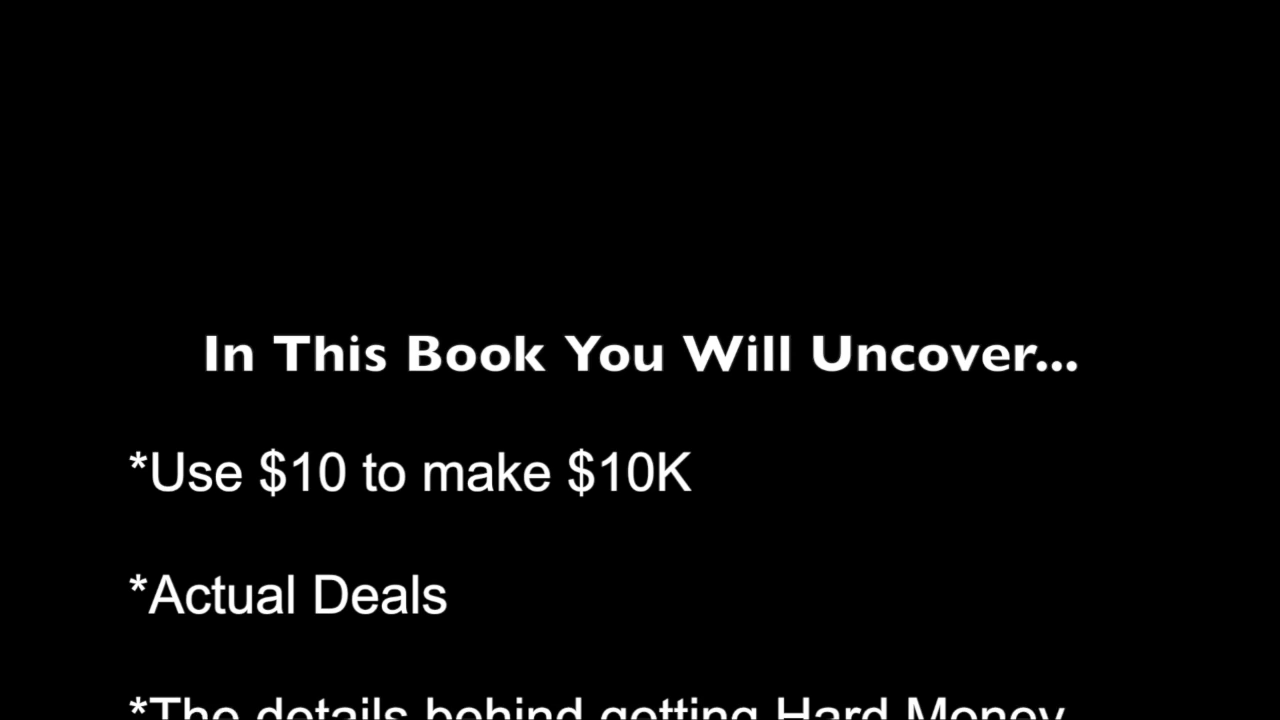 In This Book You Will Uncover...
*Use $10 to make $10K
*Actual Deals
*The details behind getting Hard Money